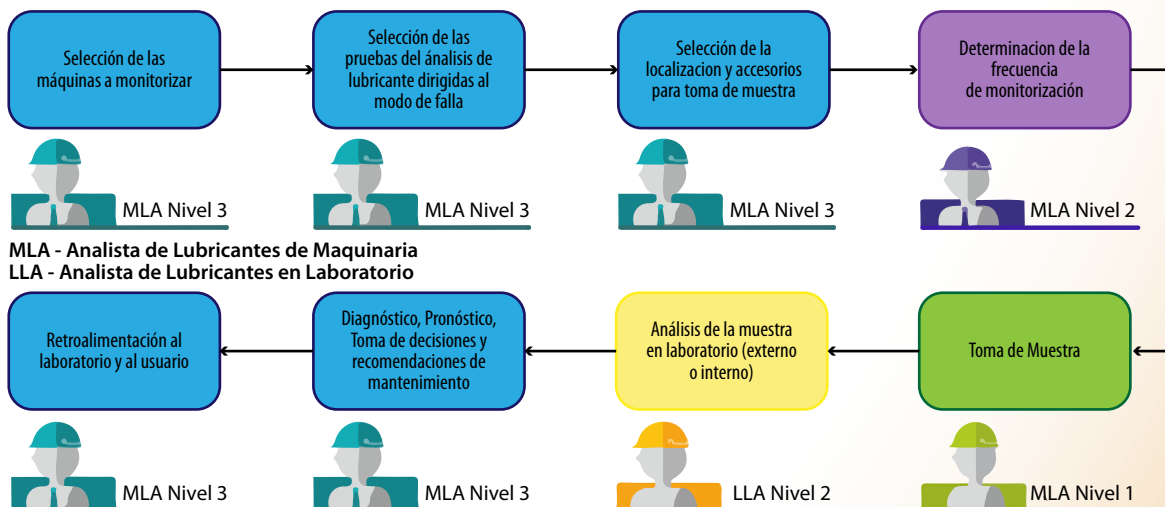 Selección de las
máquinas a monitorizar
Selección de las
pruebas del ánalisis de
lubricante dirigidas al
modo de falla
Selección de la
localizacion y accesorios
para toma de muestra
Determinacion de la
frecuencia
de monitorización
MLA Nivel 3
MLA Nivel 3
MLA Nivel 3
MLA Nivel 2
MLA - Analista de Lubricantes de Maquinaria
LLA - Analista de Lubricantes en Laboratorio
Retroalimentación al
laboratorio y al usuario
Diagnóstico, Pronóstico,
Toma de decisiones y
recomendaciones de
mantenimiento
Análisis de la muestra
en laboratorio (externo
o interno)
Toma de Muestra
MLA Nivel 3
MLA Nivel 3
LLA Nivel 2
MLA Nivel 1